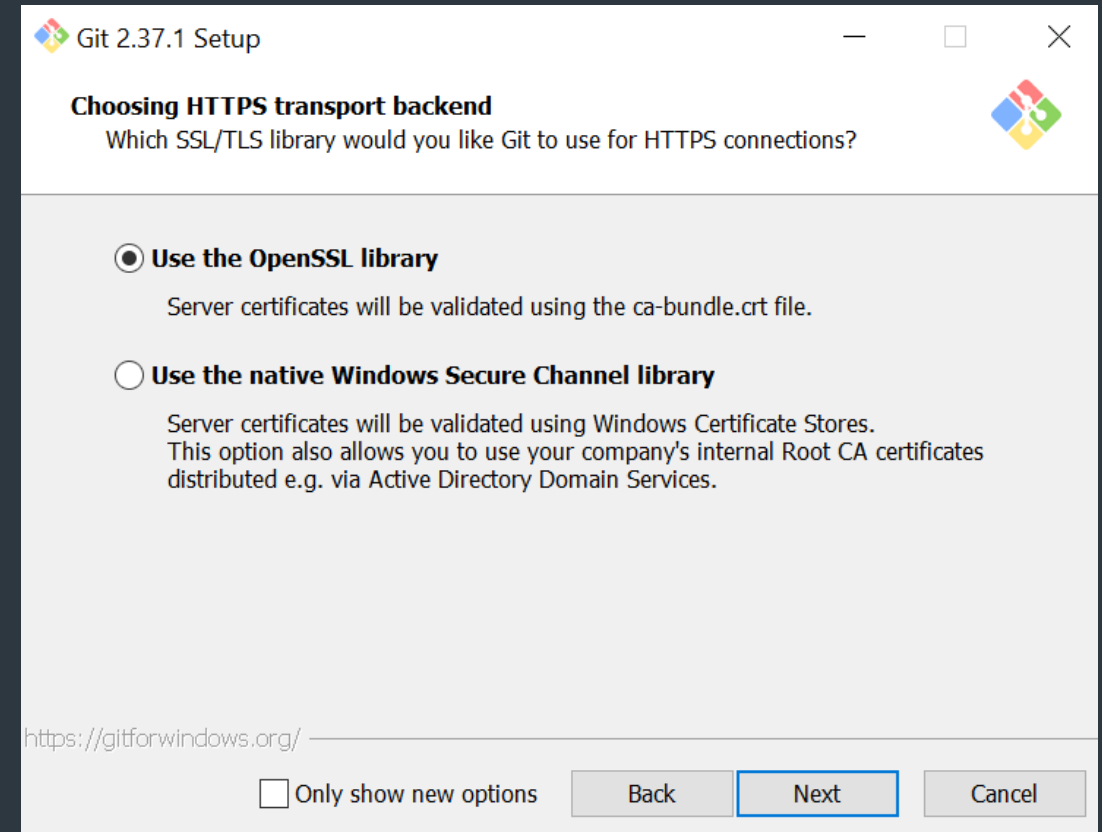 Git 2.37.1 Setup
Choosing HTTPS transport backend
Which SSL/TLS library would you like Git to use for HTTPS connections?
Use the OpenSSL library
Server certificates will be validated using the ca-bundle.crt file.
Use the native Windows Secure Channel library
Server certificates will be validated using Windows Certificate Stores.
This option also allows you to use your company's internal Root CA certificates
distributed e.g. via Active Directory Domain Services.
https://gitforwindows.org/
Only show new options
Back
Next
Cancel